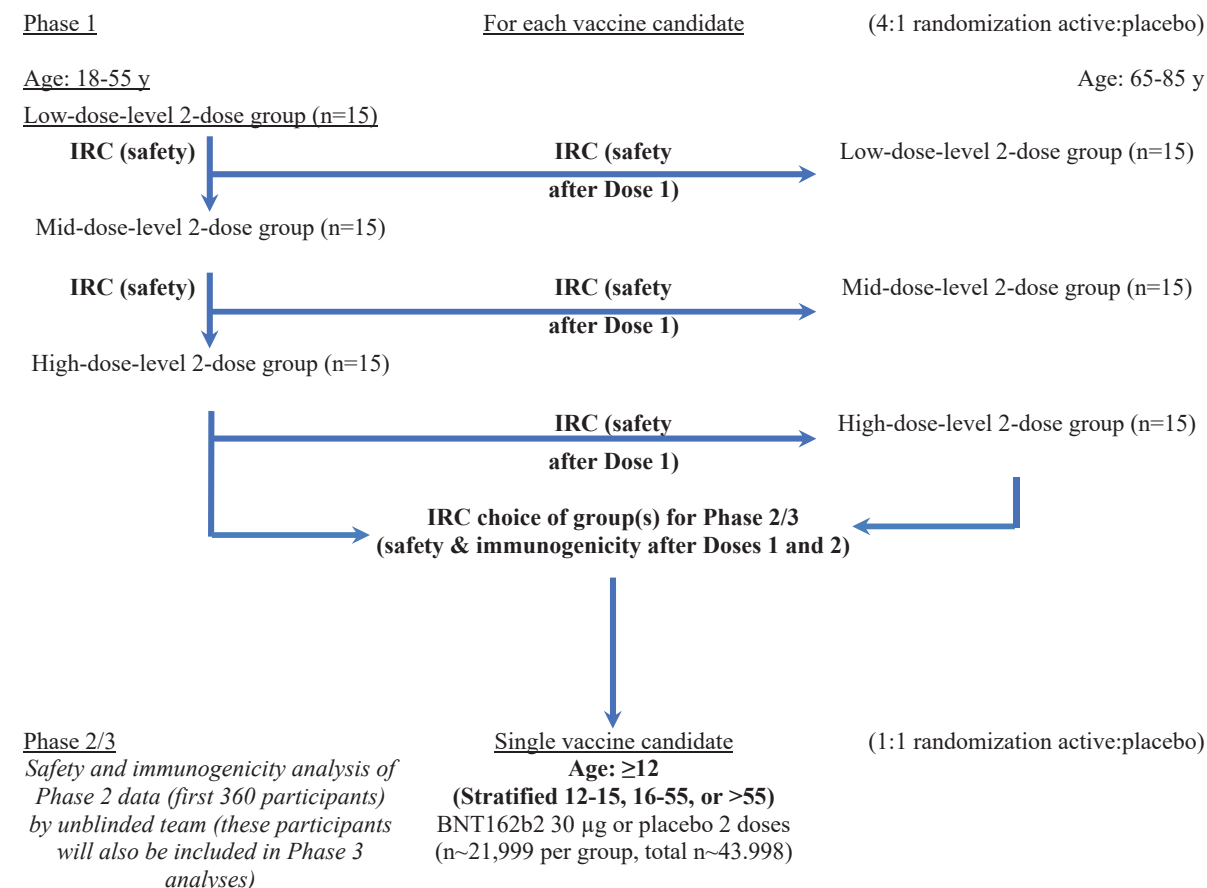 Phase 1 For each vaccine candidate (4:1 randomization active:placebo)
Age: 18-55 y Age: 65-85 y
Low-dose-level 2-dose group (n=15)
IRC (safety) IRC (safety Low-dose-level 2-dose group (n=15)
after Dose 1)
Mid-dose-level 2-dose group (n=15)
IRC (safety) IRC (safety Mid-dose-level 2-dose group (n=15)
after Dose 1)
High-dose-level 2-dose group (n=15)
IRC (safety High-dose-level 2-dose group (n=15)
after Dose 1)
IRC choice of group(s) for Phase 2/3
(safety & immunogenicity after Doses 1 and 2)
Phase 2/3 Single vaccine candidate (1:1 randomization active:placebo)
Safety and immunogenicity analysis of Age: ≥12
Phase 2 data (first 360 participants) (Stratified 12-15, 16-55, or >55)
by unblinded team (these participants BNT162b2 30 µg or placebo 2 doses
will also be included in Phase 3 (n~21,999 per group, total n~43.998)
analyses)